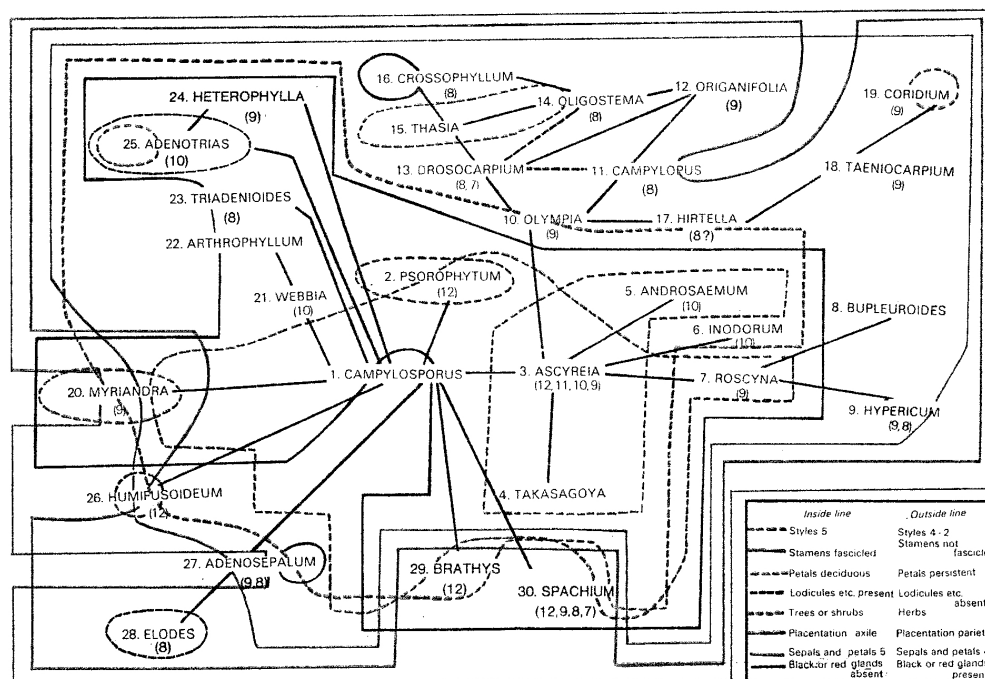 16. CROSSOPHYLLUM
(8)
12. ORIGANIFOLIA
(9)
24. HETEROPHYLLA
(9)
14. OLIGOSTEMA
(8)
19. CORIDIUM
(9)
15. THASIA
25. ADENOTRIAS
(10)
13. DROSOCARPIUM
(8,7)
11. CAMPYLOPUS
(8)
18. TAENIOCARPIUM
(9)
23. TRIADENIOIDES
(8)
10. OLYMPIA
(9)
17. HIRTELLA
(8?)
22. ARTHROPHYLLUM
2. PSOROPHYTUM
(12)
21. WEBBIA
(10)
5. ANDROSAEMUM
(10)
8. BUPLEUROIDES
6. INODORUM
(10)
1. CAMPYLOSPORUS
3. ASCYREIA
(12,11,10,9)
7. ROSCYNA
(9)
20. MYRIANDRA
(9)
9. HYPERICUM
(9,8)
26. HUMIFUSOIDEUM
(12)
4. TAKASAGOYA
27. ADENOSEPALUM
(9,8)
29. BRATHYS
(12)
30. SPACHIUM
(12,9,8,7)
28. ELODES
(8)
Inside line Outside line
Styles 5 Styles 4-2
Stamens fascicled Stamens not
Petals deciduous Petals persistent
Lodicules etc. present Lodicules etc.
absent
Trees or shrubs Herbs
Placentation axile Placentation
Sepals and petals 5 Sepals and petals
Black or red glands
absent
Black or red glands